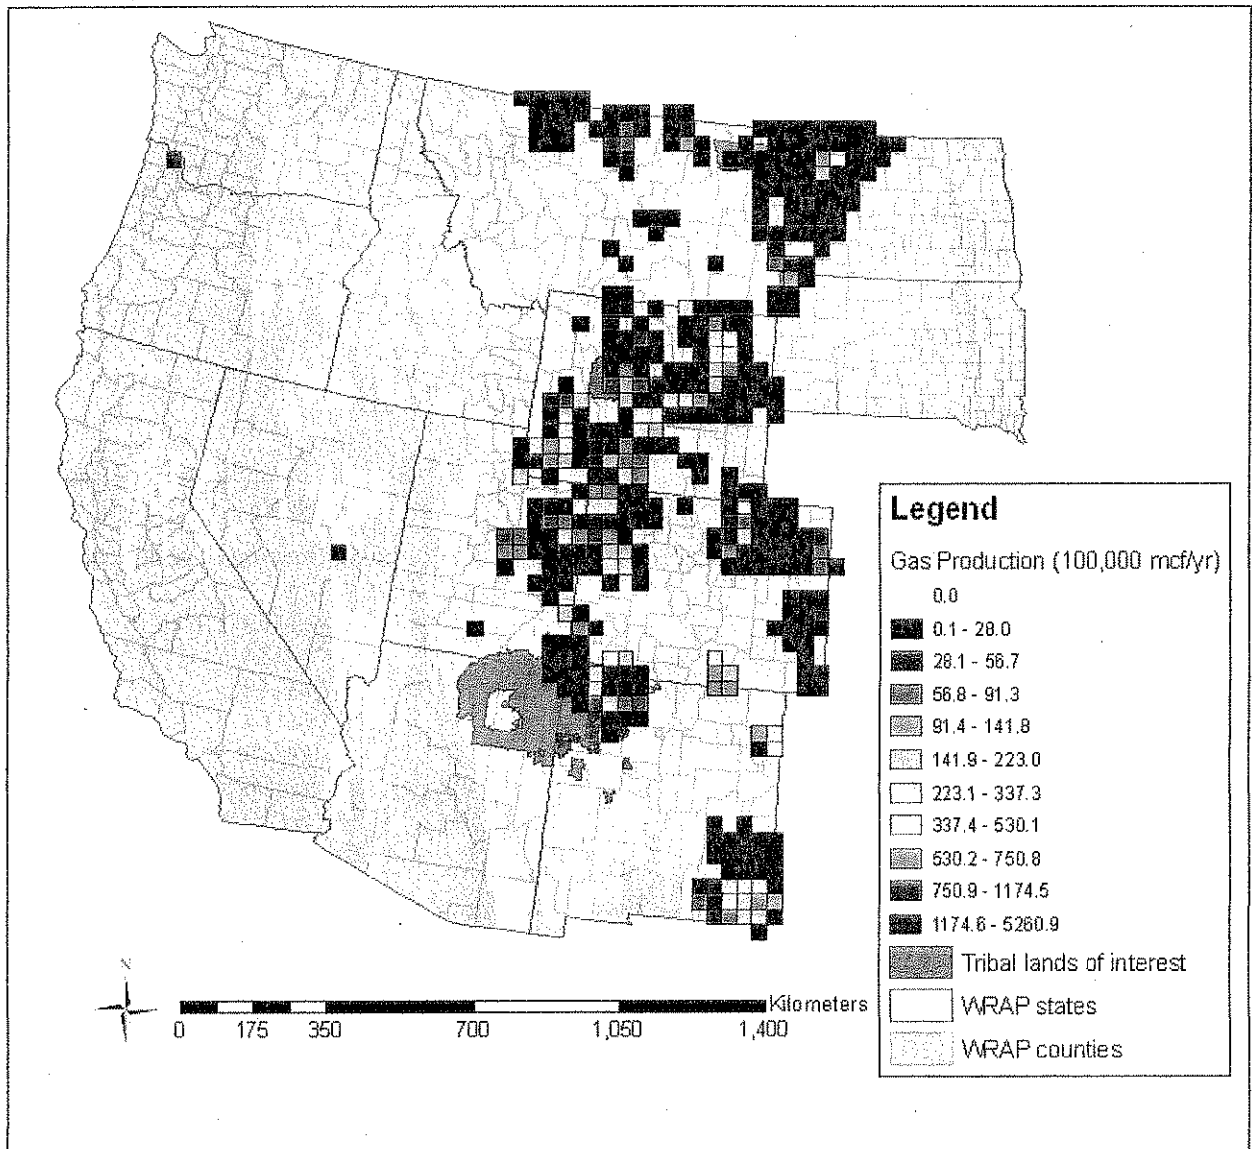 Legend
Gas Production (100,000 mcf/yr)
0.0
0.1 - 28.0
28.1 - 56.7
56.8 - 91.3
91.4 - 141.8
141.9 - 223.0
223.1 - 337.3
337.4 - 530.1
530.2 - 750.8
750.9 - 1174.5
1174.6 - 5260.9
Tribal lands of interest
WRAP states
WRAP counties
N
Kilometers
0 175 350 700 1,050 1,400